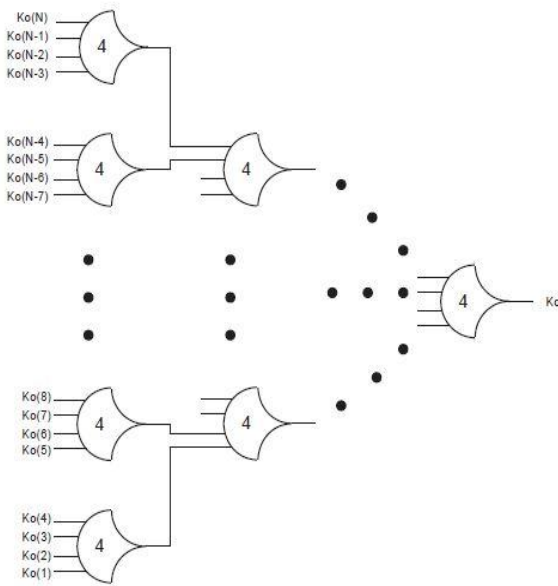 Ko(N)
Ko(N-1)
Ko(N-2)
Ko(N-3)
4
Ko(N-4)
Ko(N-5)
Ko(N-6)
Ko(N-7)
4
4
4
Ko
Ko(8)
Ko(7)
Ko(6)
Ko(5)
4
4
Ko(4)
Ko(3)
Ko(2)
Ko(1)
4